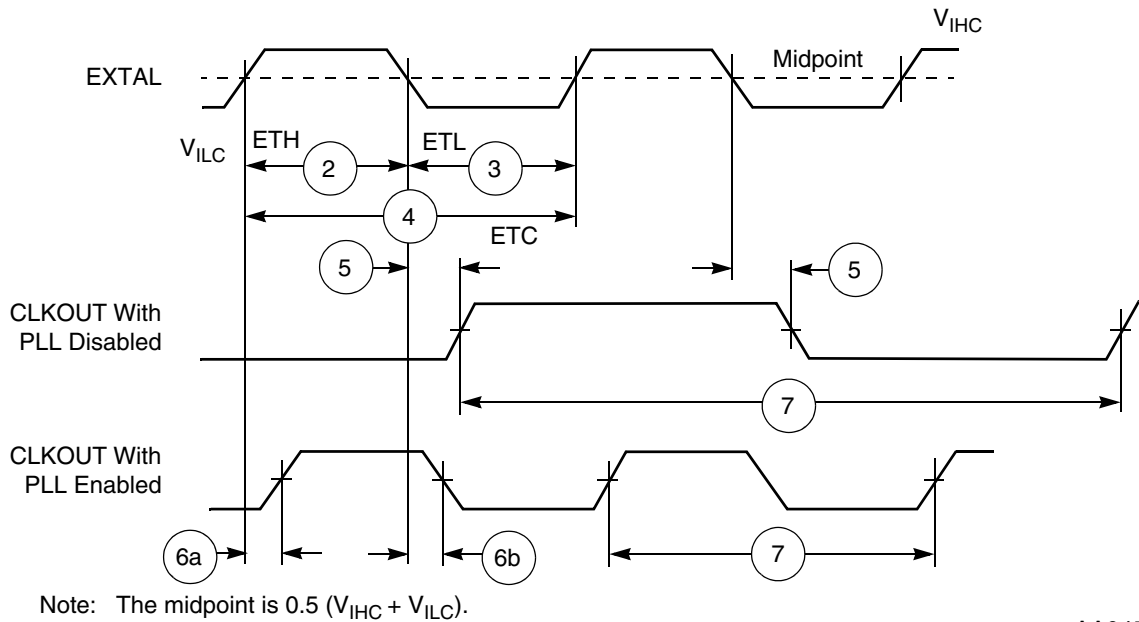 V_IHC
EXTAL
Midpoint
V_ILC
ETH
ETL
2
3
4
ETC
5
5
CLKOUT With
PLL Disabled
7
CLKOUT With
PLL Enabled
6a
6b
7
Note: The midpoint is 0.5 (V_IHC + V_ILC).